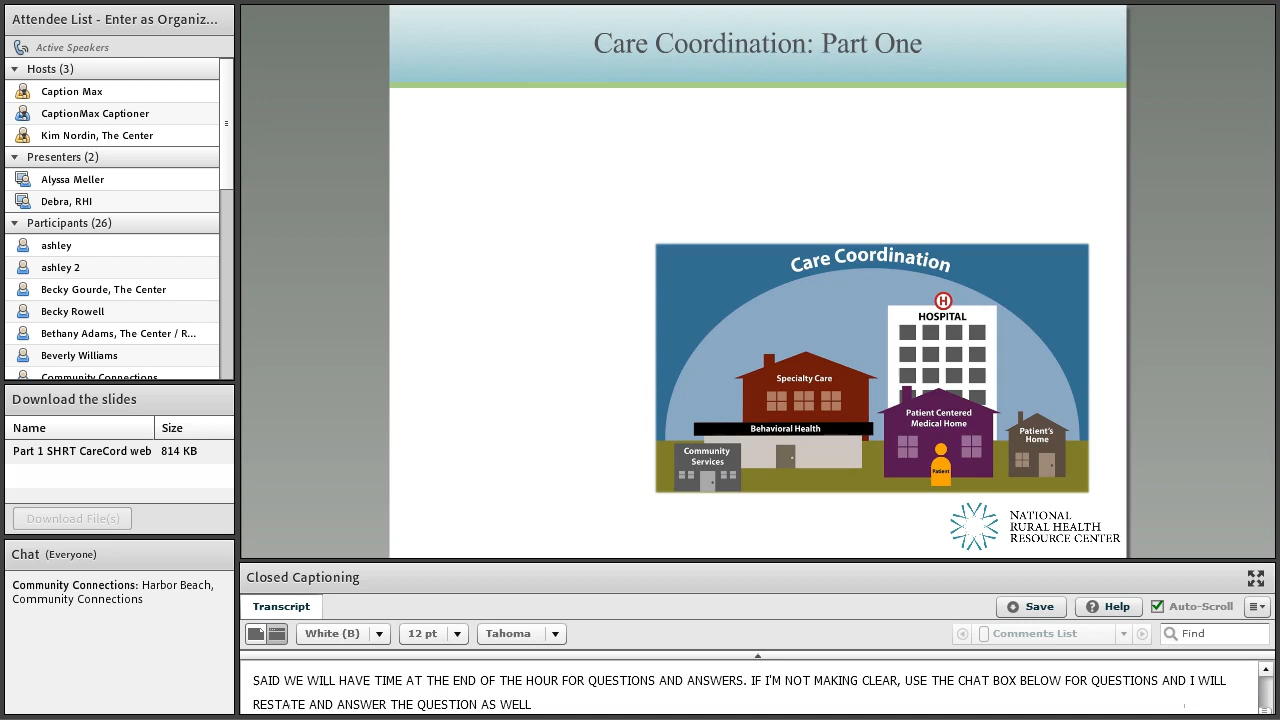 Attendee List - Enter as Organiz...
Active Speakers
Hosts (3)
Caption Max
CaptionMax Captioner
Kim Nordin, The Center
Presenters (2)
Alyssa Meller
Debra, RHI
Participants (26)
ashley
ashley 2
Becky Gourde, The Center
Becky Rowell
Bethany Adams, The Center / R...
Beverly Williams
Community Connections
Download the slides
Name Size
Part 1 SHRT CareCord web 814 KB
Download File(s)
Chat (Everyone)
Community Connections: Harbor Beach,
Community Connections
Care Coordination: Part One
Care Coordination
H
HOSPITAL
Specialty Care
Behavioral Health
Community
Services
Patient Centered
Medical Home
Patient
Patient's
Home
NATIONAL
RURAL HEALTH
RESOURCE CENTER
Closed Captioning
Transcript
Save
Help
Auto-Scroll
White (B)
12 pt
Tahoma
Comments List
Find
SAID WE WILL HAVE TIME AT THE END OF THE HOUR FOR QUESTIONS AND ANSWERS. IF I'M NOT MAKING CLEAR, USE THE CHAT BOX BELOW FOR QUESTIONS AND I WILL
RESTATE AND ANSWER THE QUESTION AS WELL